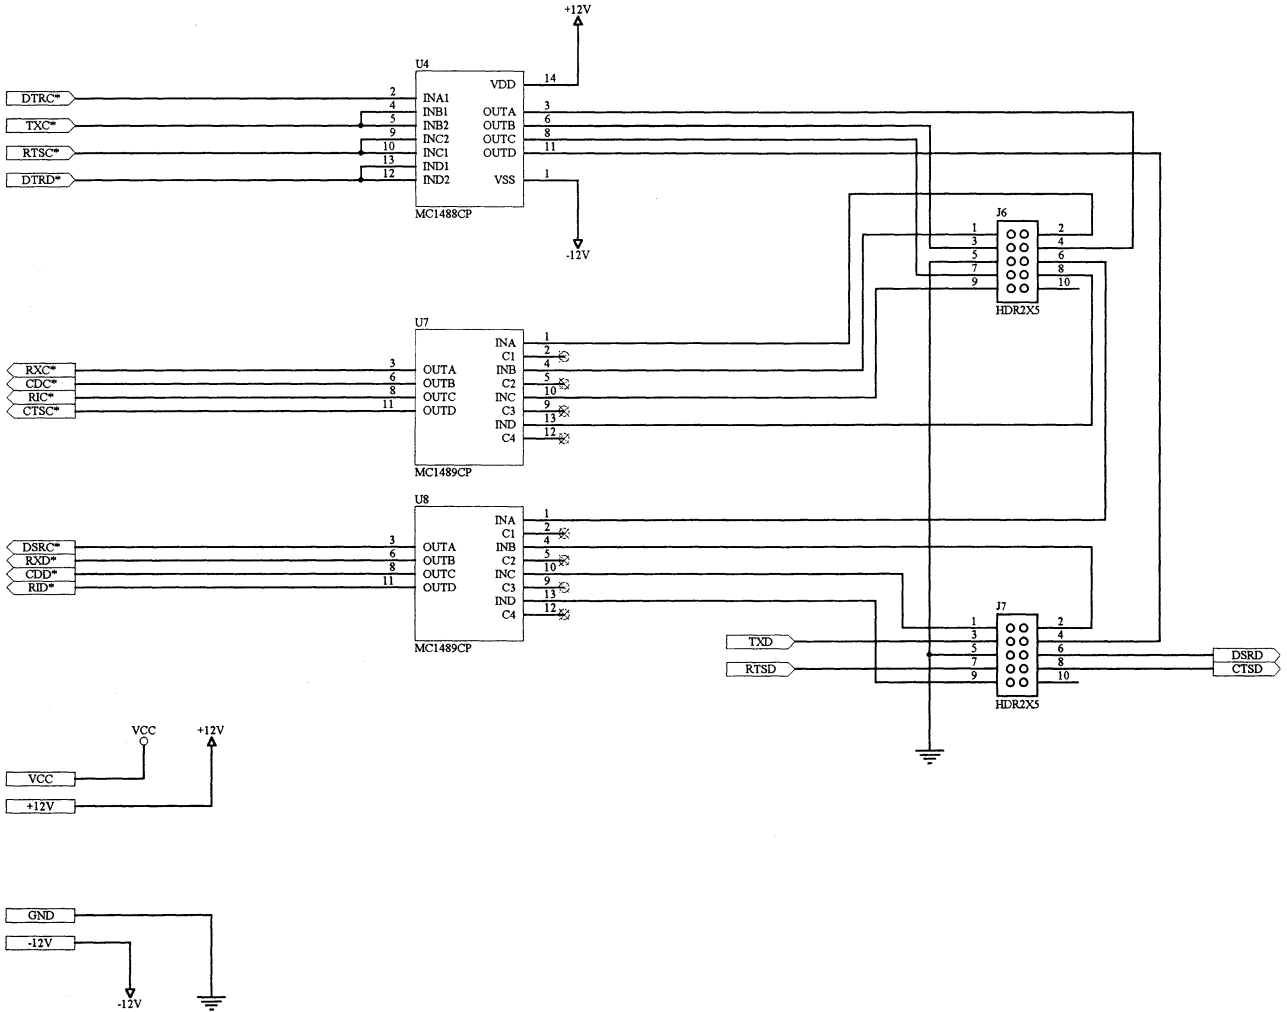 +12V
U4
VDD 14
DTRC* 2 INA1
4 INB1 OUTA 3
TXC* 5 INB2 OUTB 6
9 INC2 OUTC 8
RTSC* 10 INC1 OUTD 11
13 IND1
DTRD* 12 IND2 VSS 1
MC1488CP
-12V
J6
1 2
3 4
5 6
7 8
9 10
HDR2X5
U7
INA 1
C1 2
RXC* 3 OUTA INB 4
CDC* 6 OUTB C2 5
RIC* 8 OUTC INC 10
CTSC* 11 OUTD C3 9
IND 13
C4 12
MC1489CP
U8
INA 1
C1 2
DSRC* 3 OUTA INB 4
RXD* 6 OUTB C2 5
CDD* 8 OUTC INC 10
RID* 11 OUTD C3 9
IND 13
C4 12
MC1489CP
J7
1 2
TXD 3 4
5 6 DSRD
RTSD 7 8 CTSD
9 10
HDR2X5
VCC +12V
VCC
+12V
GND
-12V
-12V